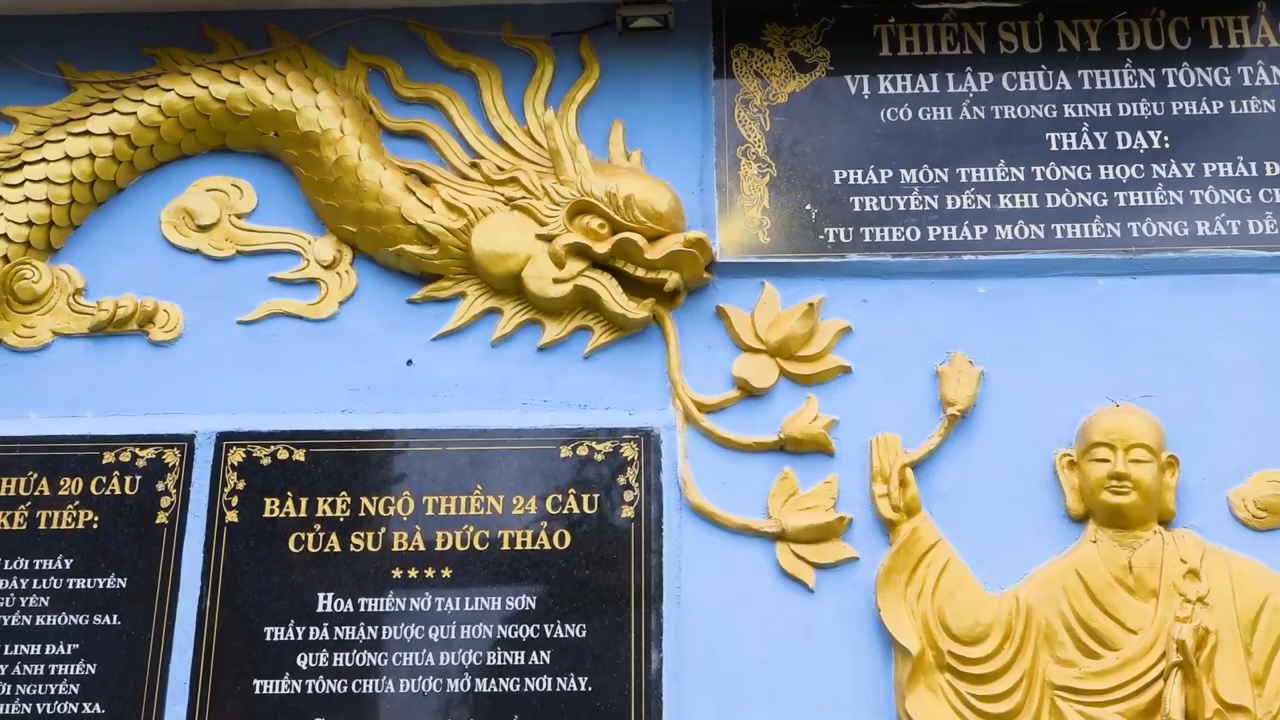 THIỀN SƯ NY ĐỨC THẢ
VỊ KHAI LẬP CHÙA THIỀN TÔNG TÂN
(CÓ GHI ẨN TRONG KINH DIỆU PHÁP LIÊN
THẦY DẠY:
PHÁP MÔN THIỀN TÔNG HỌC NÀY PHẢI Đ
TRUYỀN ĐẾN KHI DÒNG THIỀN TÔNG C
-TU THEO PHÁP MÔN THIỀN TÔNG RẤT DỄ
HỨA 20 CÂU
KẾ TIẾP:
LỜI THẦY
ĐÂY LƯU TRUYỀN
Ủ YÊN
YỀN KHÔNG SAI.
LINH ĐÀI"
Y ÁNH THIỀN
ỜI NGUYỀN
HIỀN VƯƠN XA.
BÀI KỆ NGỘ THIỀN 24 CÂU
CỦA SƯ BÀ ĐỨC THẢO
****
HOA THIỀN NỞ TẠI LINH SƠN
THẦY ĐÃ NHẬN ĐƯỢC QUÍ HƠN NGỌC VÀNG
QUÊ HƯƠNG CHƯA ĐƯỢC BÌNH AN
THIỀN TÔNG CHƯA ĐƯỢC MỞ MANG NƠI NÀY.